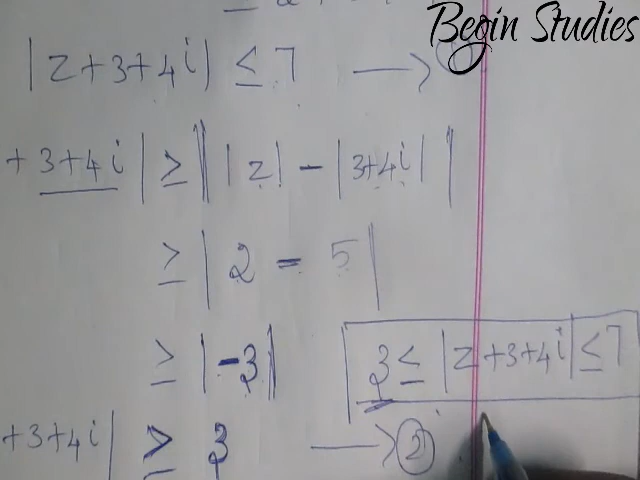 Begin Studies
|z+3+4i| ≤ 7 →
+ 3+4i| ≥ ||z| - |3+4i||
≥ |2 - 5|
≥ |-3|
3 ≤ |z+3+4i| ≤ 7
+3+4i| ≥ 3 → ②